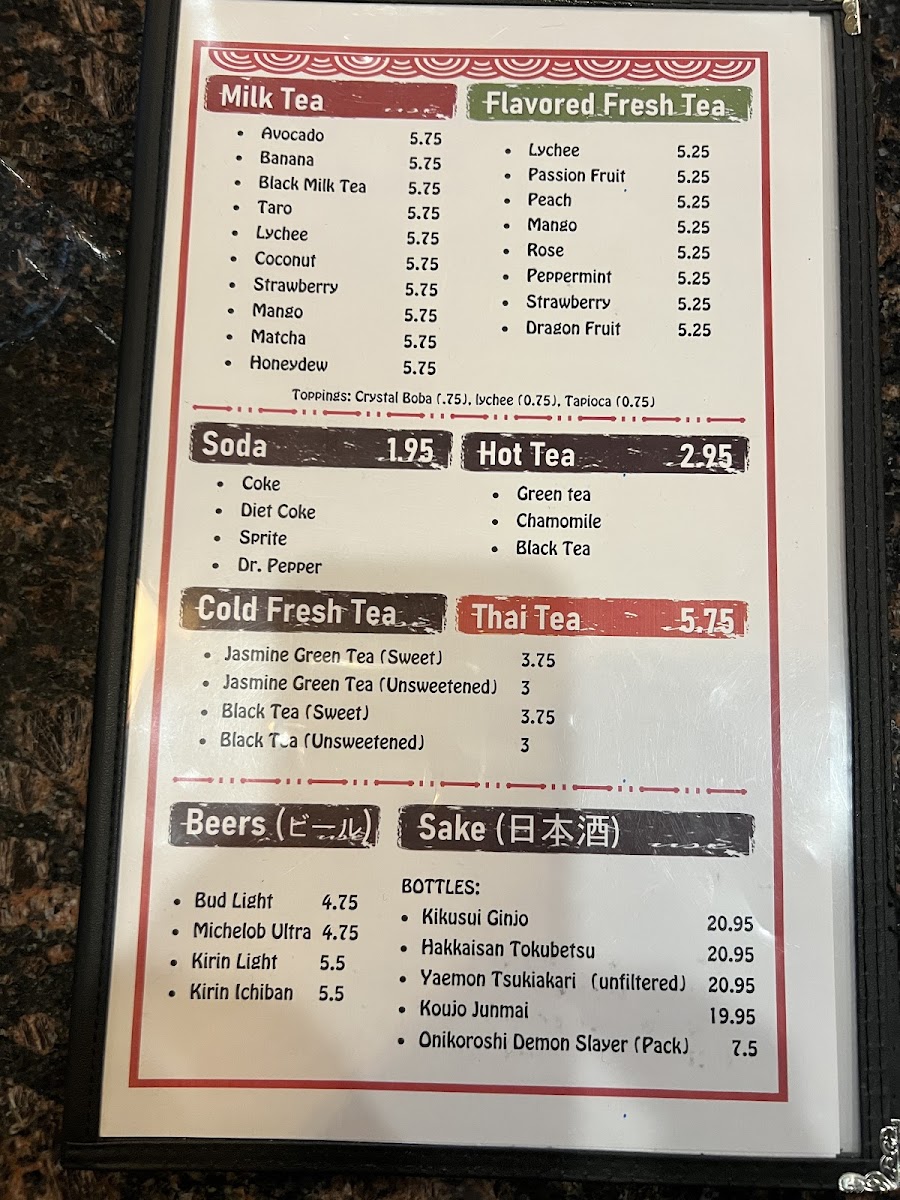 Milk Tea
Avocado 5.75
Banana 5.75
Black Milk Tea 5.75
Taro 5.75
Lychee 5.75
Coconut 5.75
Strawberry 5.75
Mango 5.75
Matcha 5.75
Honeydew 5.75
Flavored Fresh Tea
Lychee 5.25
Passion Fruit 5.25
Peach 5.25
Mango 5.25
Rose 5.25
Peppermint 5.25
Strawberry 5.25
Dragon Fruit 5.25
Toppings: Crystal Boba (.75), lychee (0.75), Tapioca (0.75)
Soda 1.95
Coke
Diet Coke
Sprite
Dr. Pepper
Hot Tea 2.95
Green tea
Chamomile
Black Tea
Cold Fresh Tea
Thai Tea 5.75
Jasmine Green Tea (Sweet) 3.75
Jasmine Green Tea (Unsweetened) 3
Black Tea (Sweet) 3.75
Black Tea (Unsweetened) 3
Beers (ビール)
Bud Light 4.75
Michelob Ultra 4.75
Kirin Light 5.5
Kirin Ichiban 5.5
Sake (日本酒)
BOTTLES:
Kikusui Ginjo 20.95
Hakkaisan Tokubetsu 20.95
Yaemon Tsukiakari (unfiltered) 20.95
Koujo Junmai 19.95
Onikoroshi Demon Slayer (Pack) 7.5